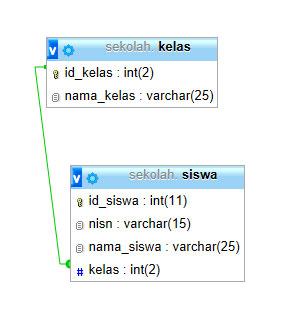 sekolah. kelas
id_kelas : int(2)
nama_kelas : varchar(25)
sekolah. siswa
id_siswa : int(11)
nisn : varchar(15)
nama_siswa : varchar(25)
# kelas : int(2)